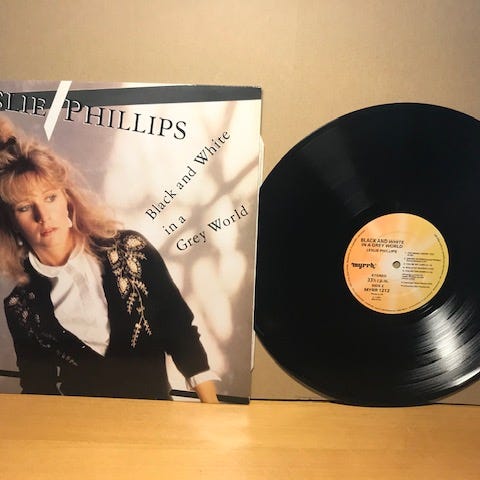 SLIE/PHILLIPS
Black and White
in a
Grey World
BLACK AND WHITE
IN A GREY WORLD
LESLIE PHILLIPS
myrrh
STEREO
33⅓ r.p.m.
SIDE 2
MYRR 1212